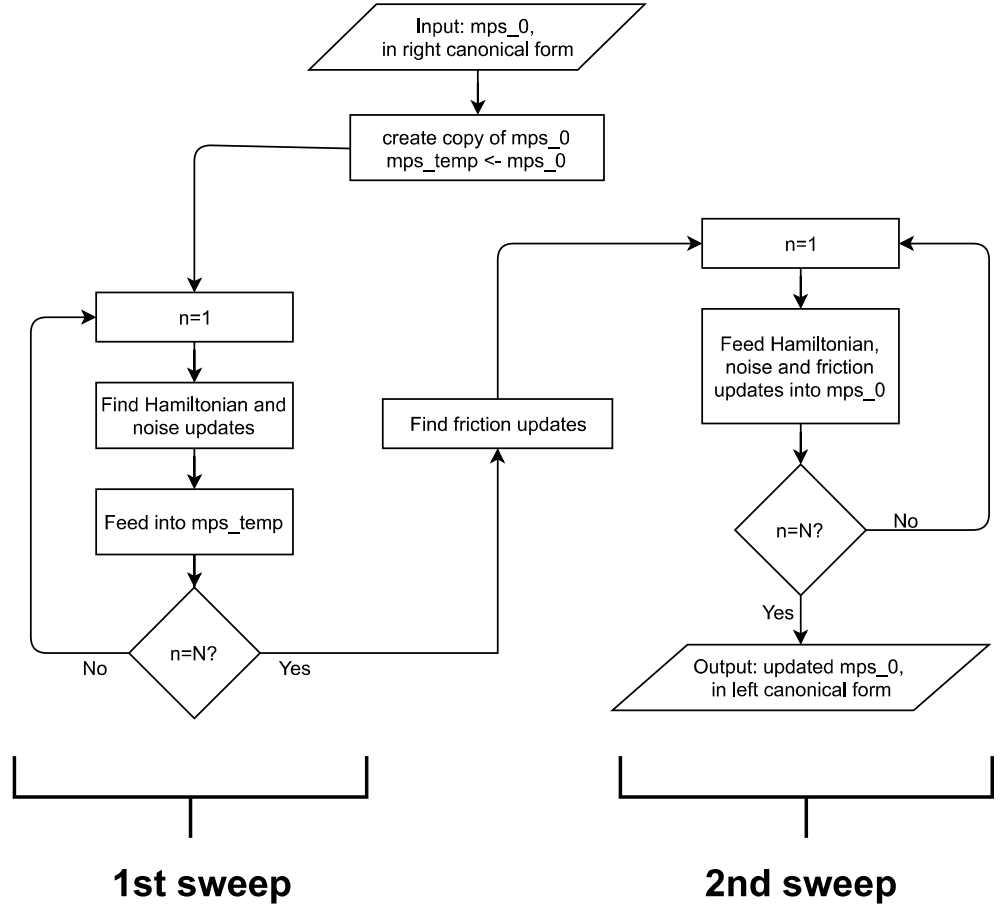 Input: mps_0,
in right canonical form
create copy of mps_0
mps_temp <- mps_0
n=1
Find Hamiltonian and
noise updates
Feed into mps_temp
n=N?
No
Yes
Find friction updates
n=1
Feed Hamiltonian,
noise and friction
updates into mps_0
n=N?
No
Yes
Output: updated mps_0,
in left canonical form
1st sweep
2nd sweep